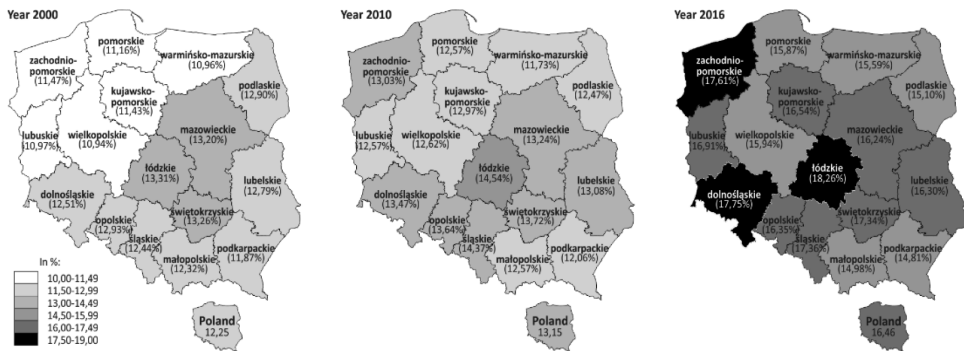 Year 2000
pomorskie
(11,16%)
warmińsko-mazurskie
(10,96%)
zachodnio-
pomorskie
(11,47%)
podlaskie
(12,90%)
kujawsko-
pomorskie
(11,43%)
mazowieckie
(13,20%)
lubuskie
(10,97%)
wielkopolskie
(10,94%)
łódzkie
(13,31%)
lubelskie
(12,79%)
dolnośląskie
(12,51%)
opolskie
(12,93%)
świętokrzyskie
(13,26%)
śląskie
(12,44%)
podkarpackie
(11,87%)
małopolskie
(12,32%)
In %:
10,00-11,49
11,50-12,99
13,00-14,49
14,50-15,99
16,00-17,49
17,50-19,00
Poland
12,25
Year 2010
pomorskie
(12,57%)
warmińsko-mazurskie
(11,73%)
zachodnio-
pomorskie
(13,03%)
podlaskie
(12,47%)
kujawsko-
pomorskie
(12,97%)
mazowieckie
(13,24%)
lubuskie
(12,57%)
wielkopolskie
(12,62%)
łódzkie
(14,54%)
lubelskie
(13,08%)
dolnośląskie
(13,47%)
opolskie
(13,64%)
świętokrzyskie
(13,72%)
śląskie
(14,37%)
podkarpackie
(12,06%)
małopolskie
(12,57%)
Poland
13,15
Year 2016
pomorskie
(15,87%)
warmińsko-mazurskie
(15,59%)
zachodnio-
pomorskie
(17,61%)
podlaskie
(15,10%)
kujawsko-
pomorskie
(16,54%)
mazowieckie
(16,24%)
lubuskie
(16,91%)
wielkopolskie
(15,94%)
łódzkie
(18,26%)
lubelskie
(16,30%)
dolnośląskie
(17,75%)
opolskie
(16,35%)
świętokrzyskie
(17,34%)
śląskie
(17,36%)
podkarpackie
(14,81%)
małopolskie
(14,98%)
Poland
16,46